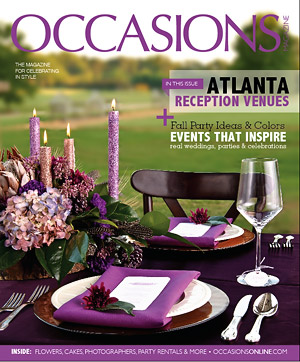 OCCASIONS
MAGAZINE
THE MAGAZINE
FOR CELEBRATING
IN STYLE
IN THIS ISSUE
ATLANTA
RECEPTION VENUES
+
Fall Party Ideas & Colors
EVENTS THAT INSPIRE
real weddings, parties & celebrations
INSIDE: FLOWERS, CAKES, PHOTOGRAPHERS, PARTY RENTALS & MORE • OCCASIONSONLINE.COM